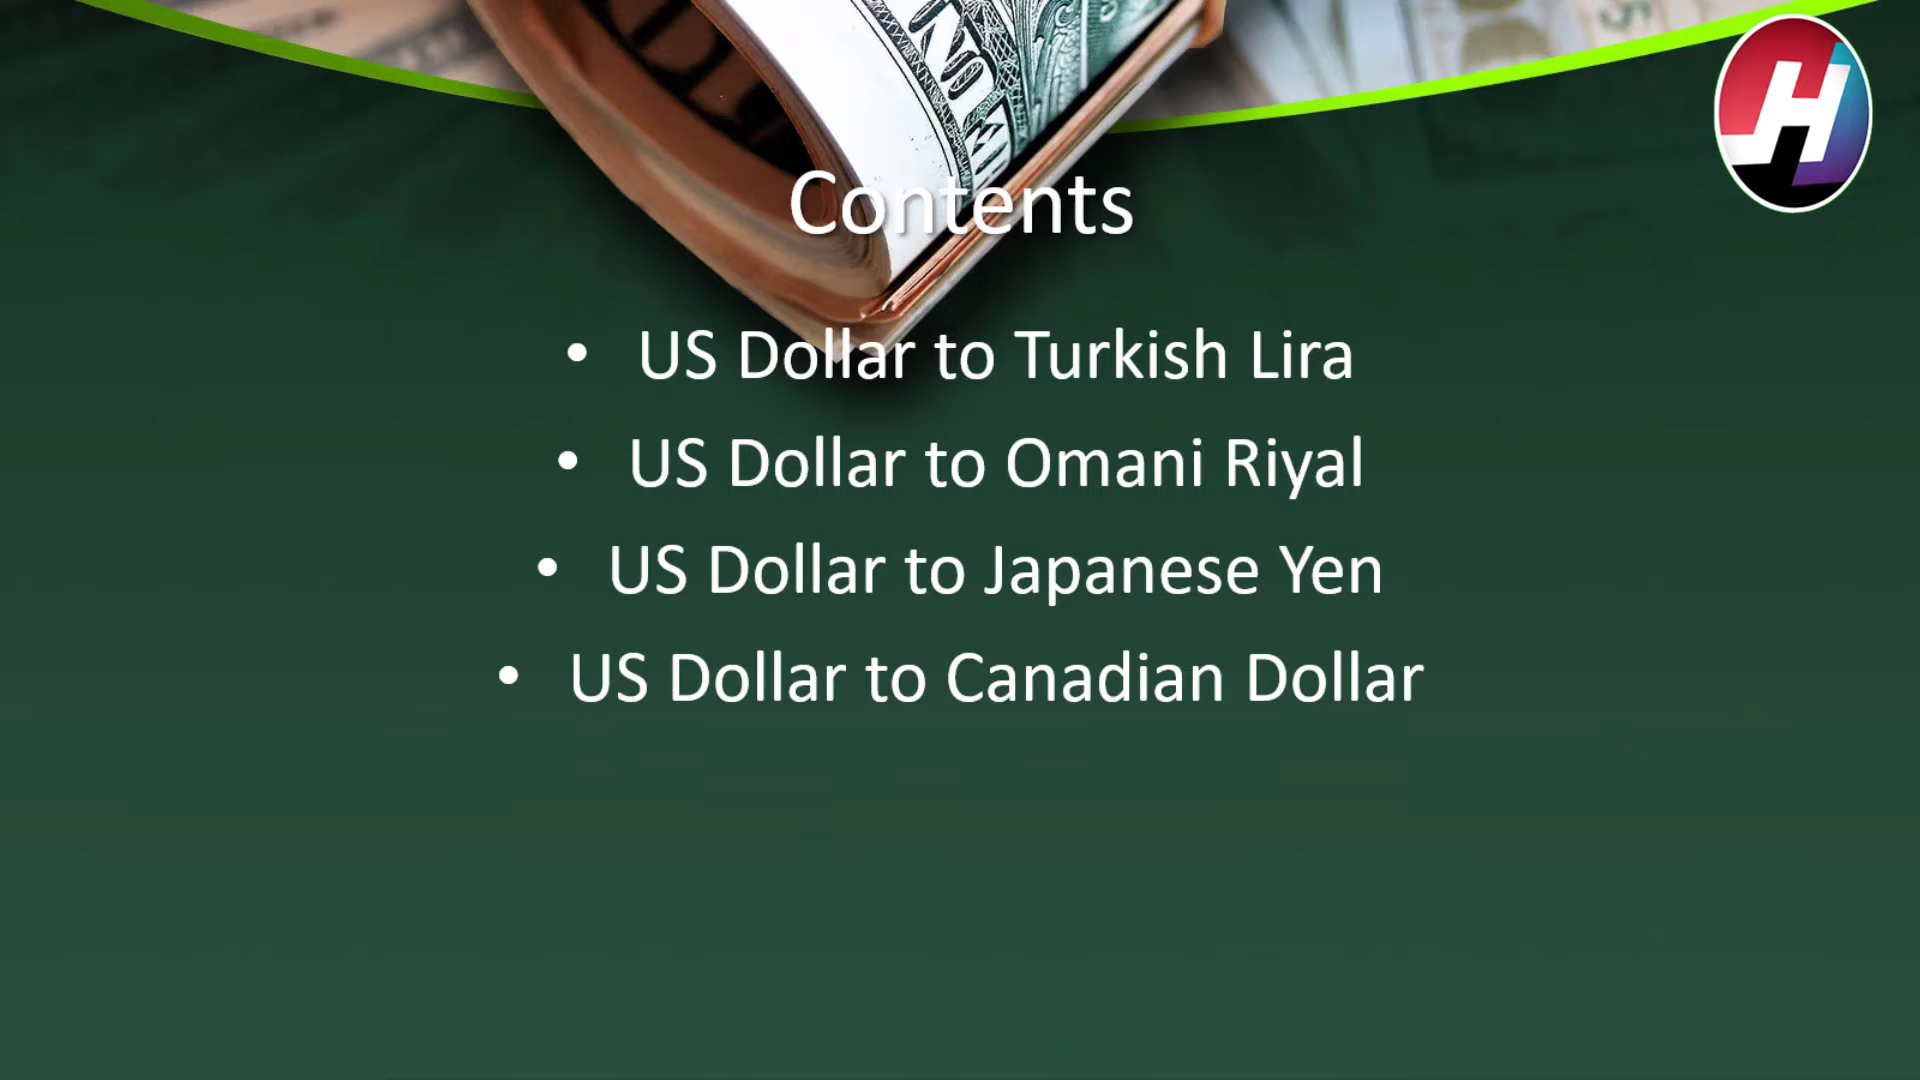 Contents
• US Dollar to Turkish Lira
• US Dollar to Omani Riyal
• US Dollar to Japanese Yen
• US Dollar to Canadian Dollar